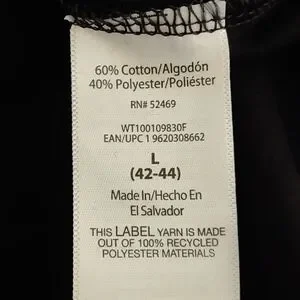 60% Cotton/Algodón
40% Polyester/Poliéster
RN# 52469
WT100109830F
EAN/UPC 1 9620308662
L
(42-44)
Made In/Hecho En
El Salvador
THIS LABEL YARN IS MADE
OUT OF 100% RECYCLED
POLYESTER MATERIALS